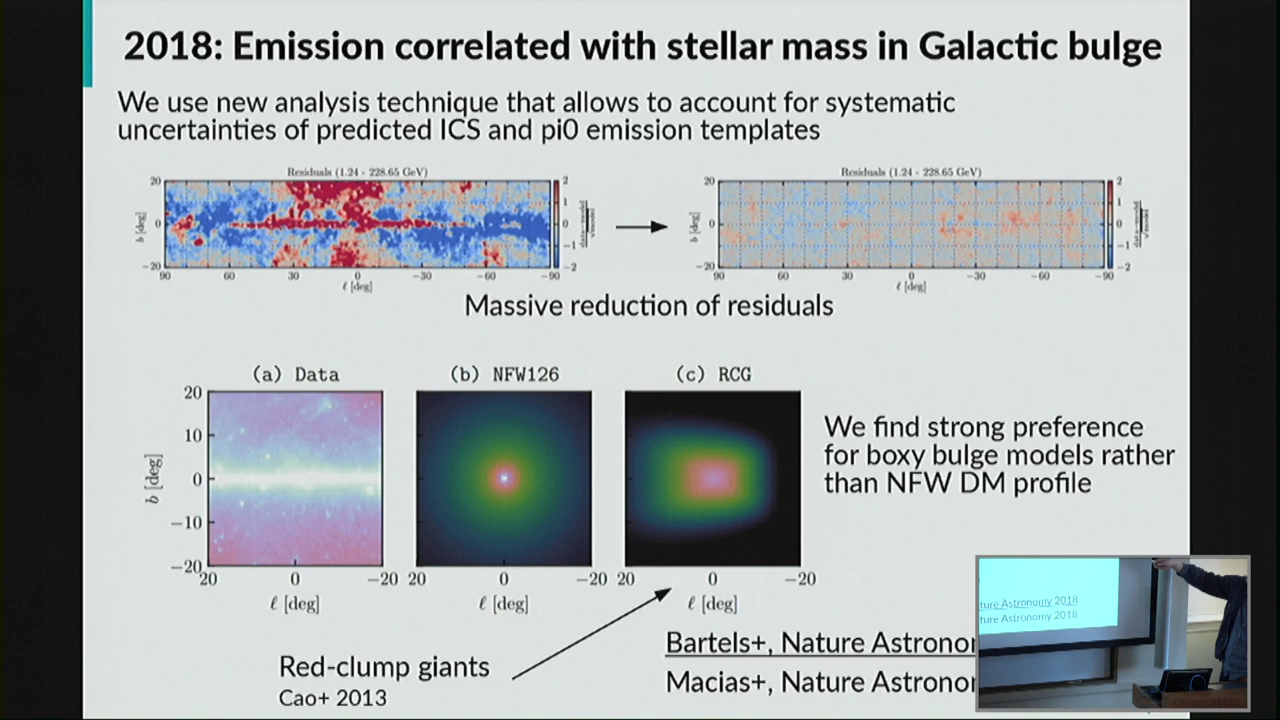 2018: Emission correlated with stellar mass in Galactic bulge
We use new analysis technique that allows to account for systematic
uncertainties of predicted ICS and pi0 emission templates
Residuals (1.24 - 228.65 GeV)
20
0
−20
b [deg]
90 60 30 0 −30 −60 −90
ℓ [deg]
2
1
0
−1
−2
Residuals (1.24 - 228.65 GeV)
20
0
−20
b [deg]
90 60 30 0 −30 −60 −90
ℓ [deg]
2
1
0
−1
−2
Massive reduction of residuals
(a) Data (b) NFW126 (c) RCG
20
10
0
−10
−20
b [deg]
20 0 −20 0 −20 20 0 −20
ℓ [deg] ℓ [deg]
We find strong preference
for boxy bulge models rather
than NFW DM profile
Red-clump giants
Cao+ 2013
Bartels+, Nature Astronom
Macias+, Nature Astronom
ture Astronomy 2018
ture Astronomy 2018